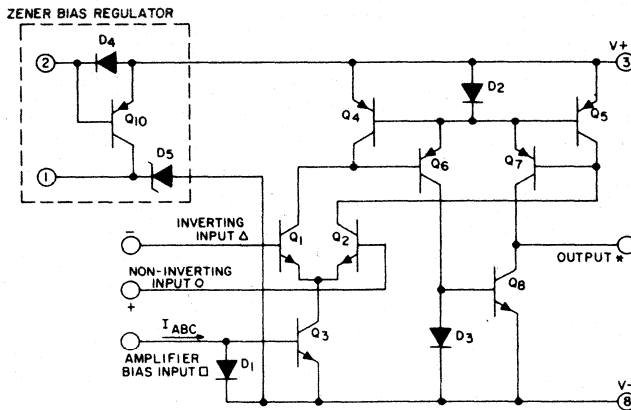 ZENER BIAS REGULATOR
D4
2
V+
3
D2
Q4
Q5
Q10
D5
Q6
Q7
1
INVERTING
INPUT △
−
Q1
Q2
OUTPUT *
NON-INVERTING
INPUT O
+
Q8
IABC
Q3
D3
AMPLIFIER
BIAS INPUT □
D1
V-
8